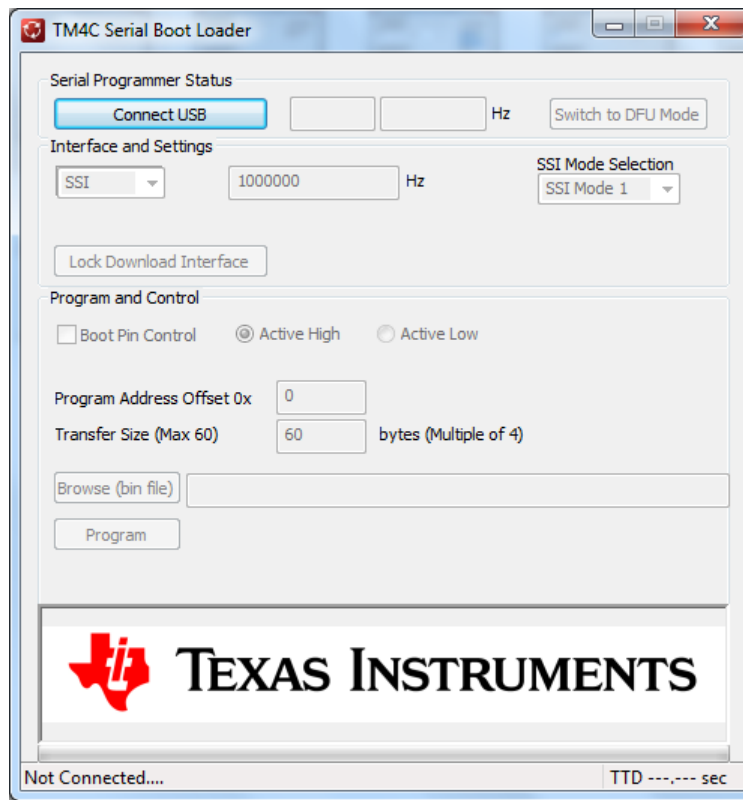 TM4C Serial Boot Loader
Serial Programmer Status
Connect USB Hz Switch to DFU Mode
Interface and Settings
SSI Mode Selection
SSI 1000000 Hz SSI Mode 1
Lock Download Interface
Program and Control
Boot Pin Control Active High Active Low
Program Address Offset 0x 0
Transfer Size (Max 60) 60 bytes (Multiple of 4)
Browse (bin file)
Program
TEXAS INSTRUMENTS
Not Connected.... TTD ---.--- sec